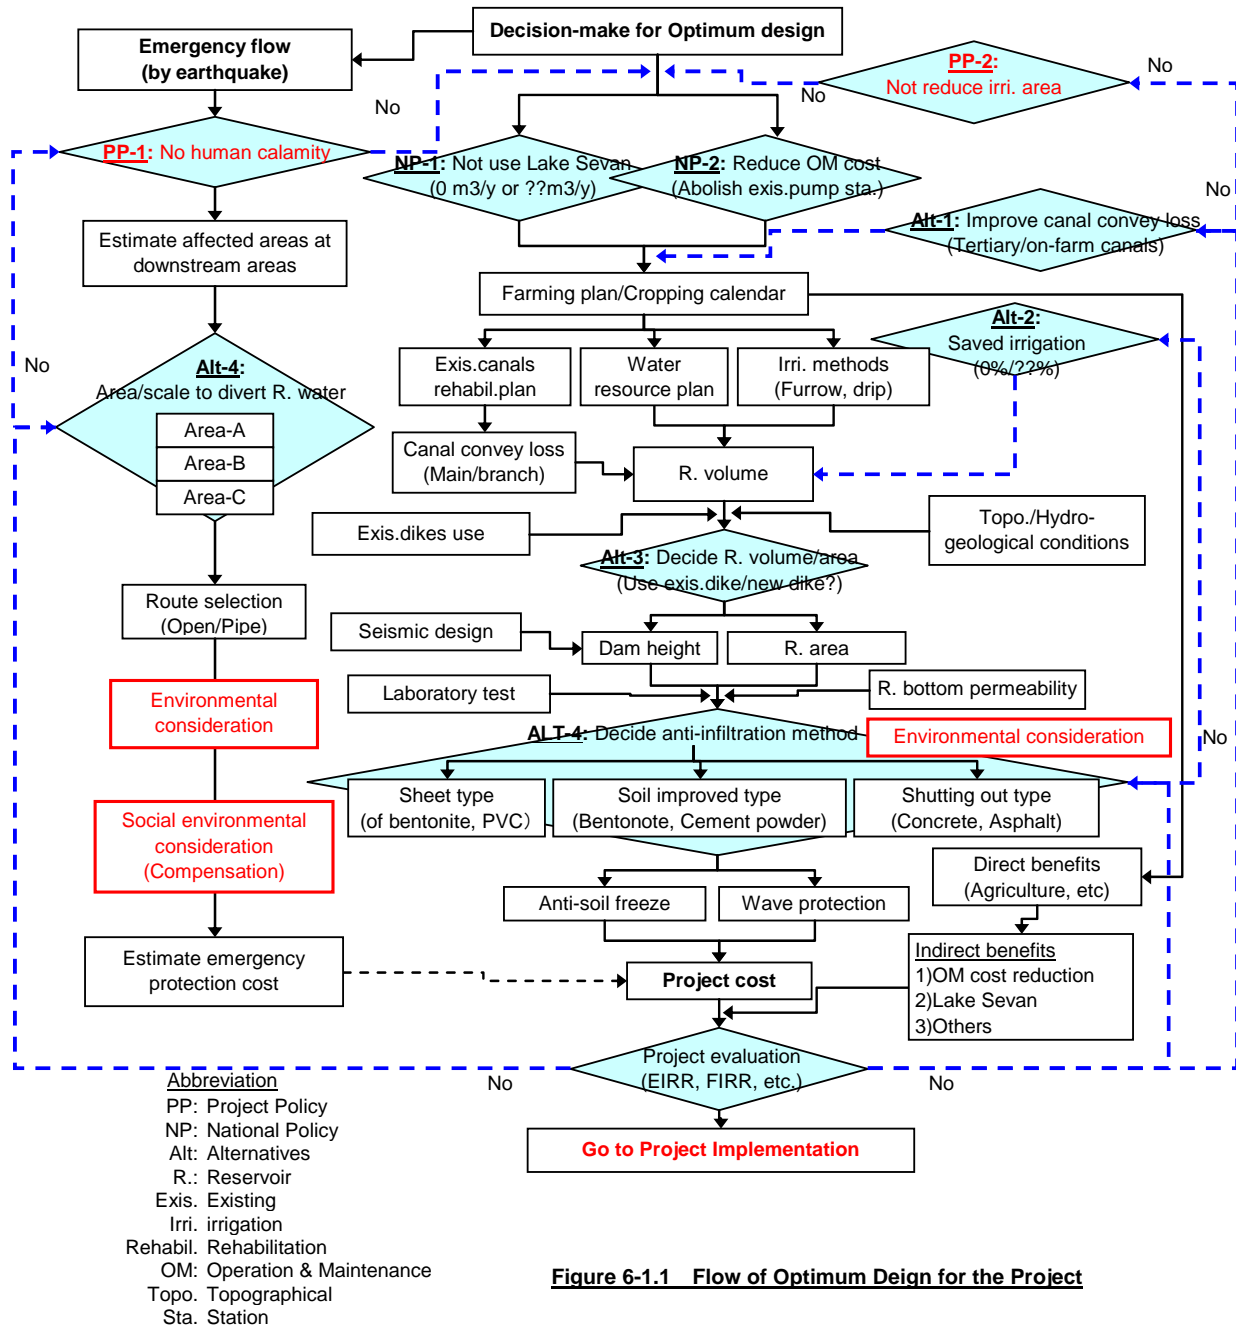 Decision-make for Optimum design
Emergency flow
(by earthquake)
PP-2:
Not reduce irri. area
No
No
No
PP-1: No human calamity
NP-1: Not use Lake Sevan
(0 m3/y or ??m3/y)
NP-2: Reduce OM cost
(Abolish exis.pump sta.)
No
Alt-1: Improve canal convey loss
(Tertiary/on-farm canals)
Estimate affected areas at
downstream areas
Farming plan/Cropping calendar
Alt-2:
Saved irrigation
(0%/??%)
No
Alt-4:
Area/scale to divert R. water
Area-A
Area-B
Area-C
Exis.canals
rehabil.plan
Water
resource plan
Irri. methods
(Furrow, drip)
Canal convey loss
(Main/branch)
R. volume
Exis.dikes use
Topo./Hydro-
geological conditions
Alt-3: Decide R. volume/area
(Use exis.dike/new dike?)
Route selection
(Open/Pipe)
Seismic design
Dam height
R. area
Laboratory test
R. bottom permeability
Environmental
consideration
ALT-4: Decide anti-infiltration method
Environmental consideration
No
Sheet type
(of bentonite, PVC)
Soil improved type
(Bentonote, Cement powder)
Shutting out type
(Concrete, Asphalt)
Social environmental
consideration
(Compensation)
Direct benefits
(Agriculture, etc)
Anti-soil freeze
Wave protection
Estimate emergency
protection cost
Project cost
Indirect benefits
1)OM cost reduction
2)Lake Sevan
3)Others
Project evaluation
(EIRR, FIRR, etc.)
No
No
Go to Project Implementation
Abbreviation
PP: Project Policy
NP: National Policy
Alt: Alternatives
R.: Reservoir
Exis. Existing
Irri. irrigation
Rehabil. Rehabilitation
OM: Operation & Maintenance
Topo. Topographical
Sta. Station
Figure 6-1.1 Flow of Optimum Deign for the Project